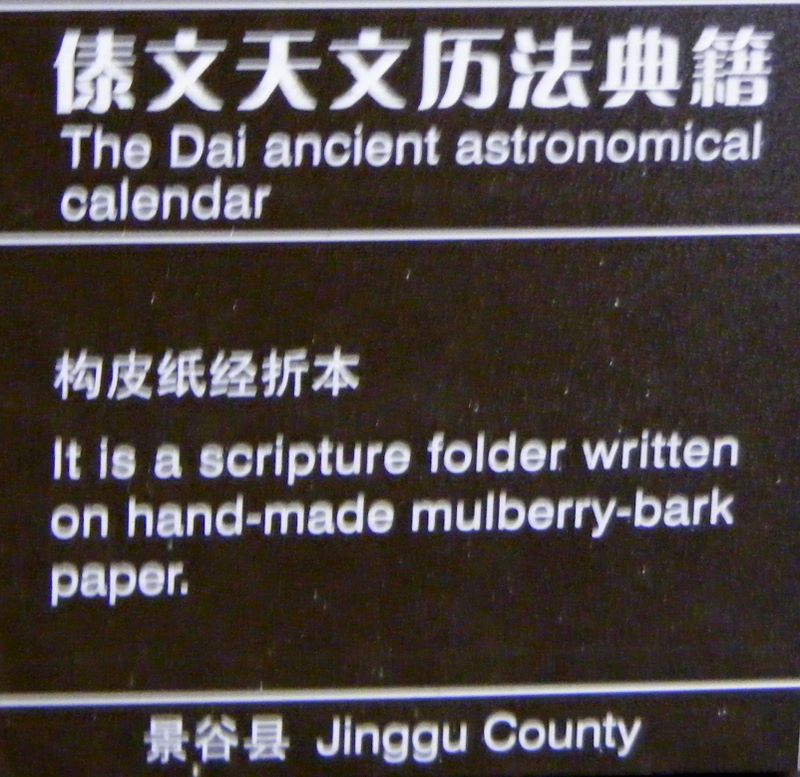 傣文天文历法典籍
The Dai ancient astronomical
calendar
构皮纸经折本
It is a scripture folder written
on hand-made mulberry-bark
paper.
景谷县 Jinggu County